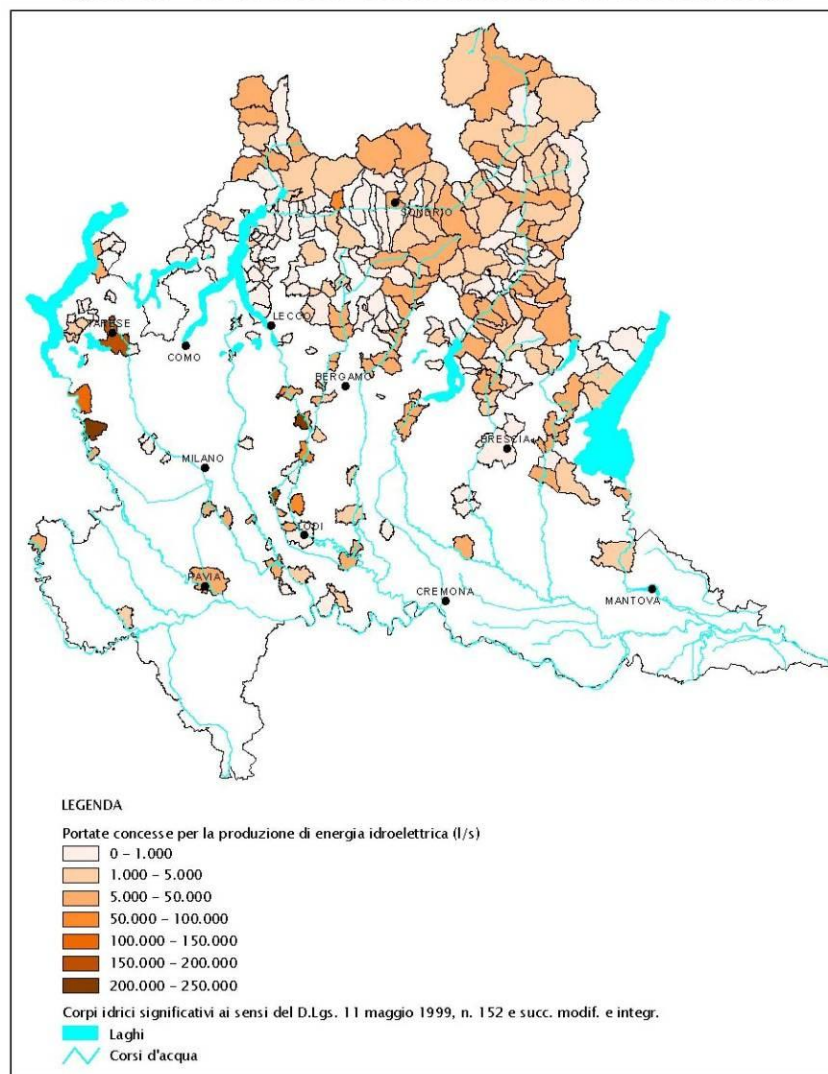 SONDRIO
VARESE
LECCO
COMO
BERGAMO
BRESCIA
MILANO
LODI
PAVIA
CREMONA
MANTOVA
LEGENDA
Portate concesse per la produzione di energia idroelettrica (l/s)
0 – 1.000
1.000 – 5.000
5.000 – 50.000
50.000 – 100.000
100.000 – 150.000
150.000 – 200.000
200.000 – 250.000
Corpi idrici significativi ai sensi del D.Lgs. 11 maggio 1999, n. 152 e succ. modif. e integr.
Laghi
Corsi d'acqua